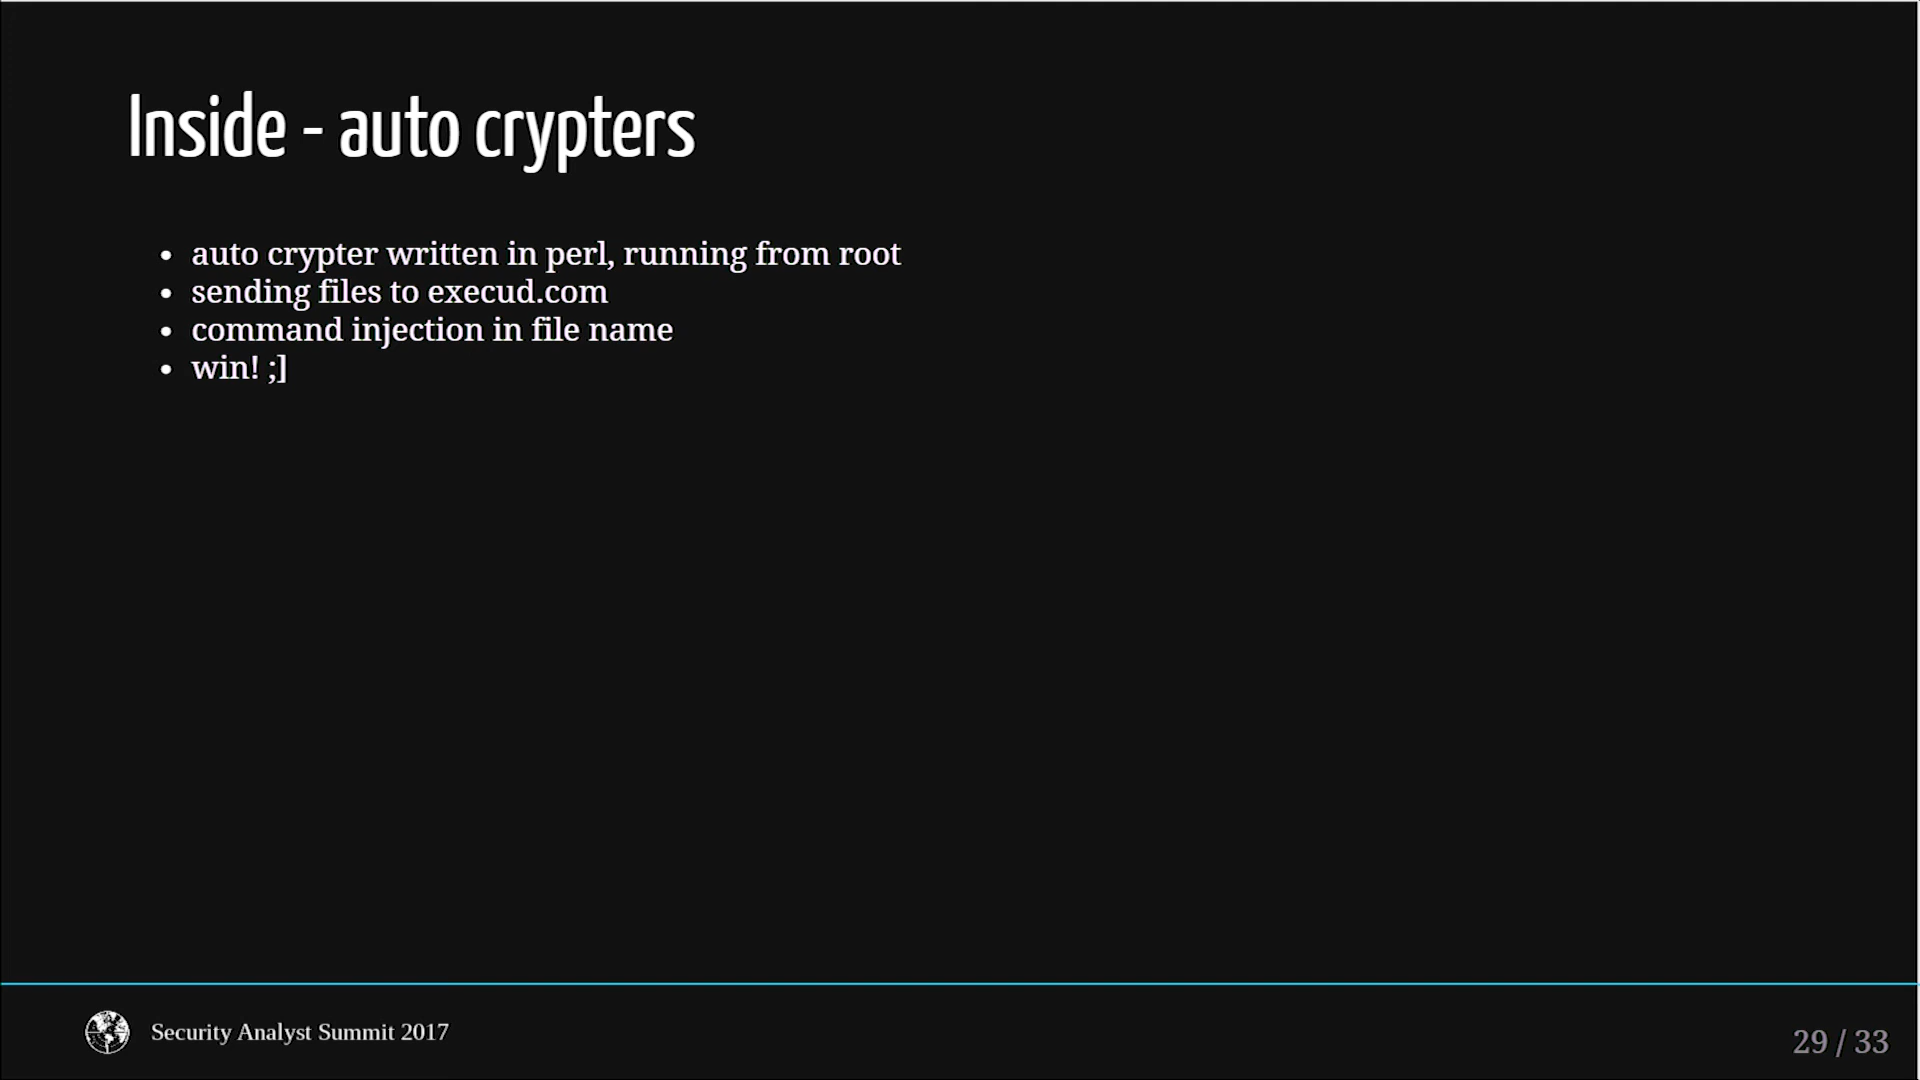 Inside - auto crypters
• auto crypter written in perl, running from root
• sending files to execud.com
• command injection in file name
• win! ;]
Security Analyst Summit 2017
29 / 33